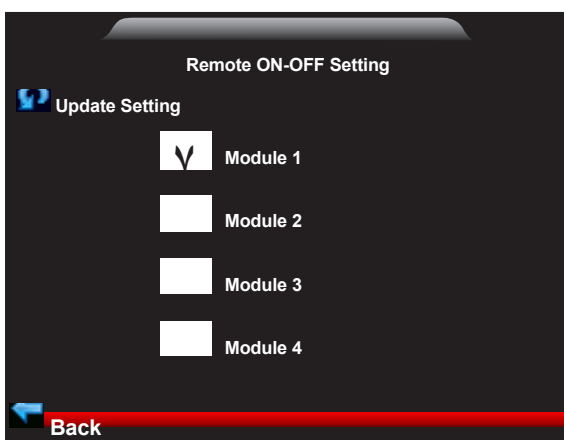 Remote ON-OFF Setting
Update Setting
√ Module 1
Module 2
Module 3
Module 4
Back